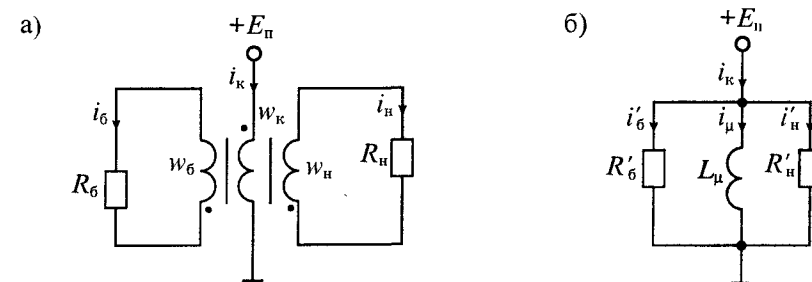 а)
+Eп
iк
iб
wк
iн
Rб
wб
wн
Rн
б)
+Eп
iк
i′б
iμ
i′н
R′б
Lμ
R′н